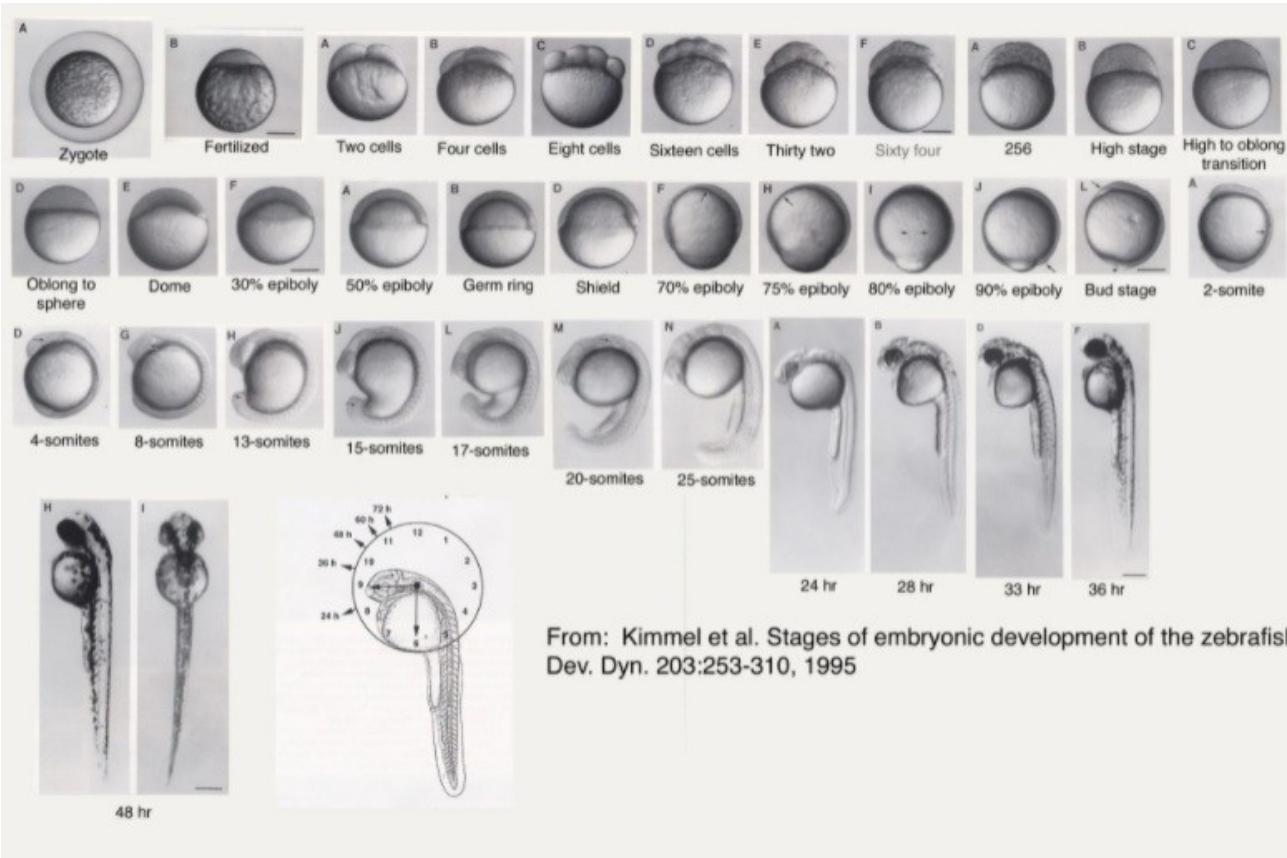 A
B
A
B
C
D
E
F
A
B
C
Zygote
Fertilized
Two cells
Four cells
Eight cells
Sixteen cells
Thirty two
Sixty four
256
High stage
High to oblong
transition
D
E
F
A
B
D
F
H
I
J
L
A
Oblong to
sphere
Dome
30% epiboly
50% epiboly
Germ ring
Shield
70% epiboly
75% epiboly
80% epiboly
90% epiboly
Bud stage
2-somite
D
G
H
J
L
M
N
A
B
D
F
4-somites
8-somites
13-somites
15-somites
17-somites
20-somites
25-somites
24 hr
28 hr
33 hr
36 hr
H
I
48 hr
72 h
60 h
48 h
36 h
24 h
12
1
2
3
4
5
6
7
8
9
10
11
From: Kimmel et al. Stages of embryonic development of the zebrafis
Dev. Dyn. 203:253-310, 1995